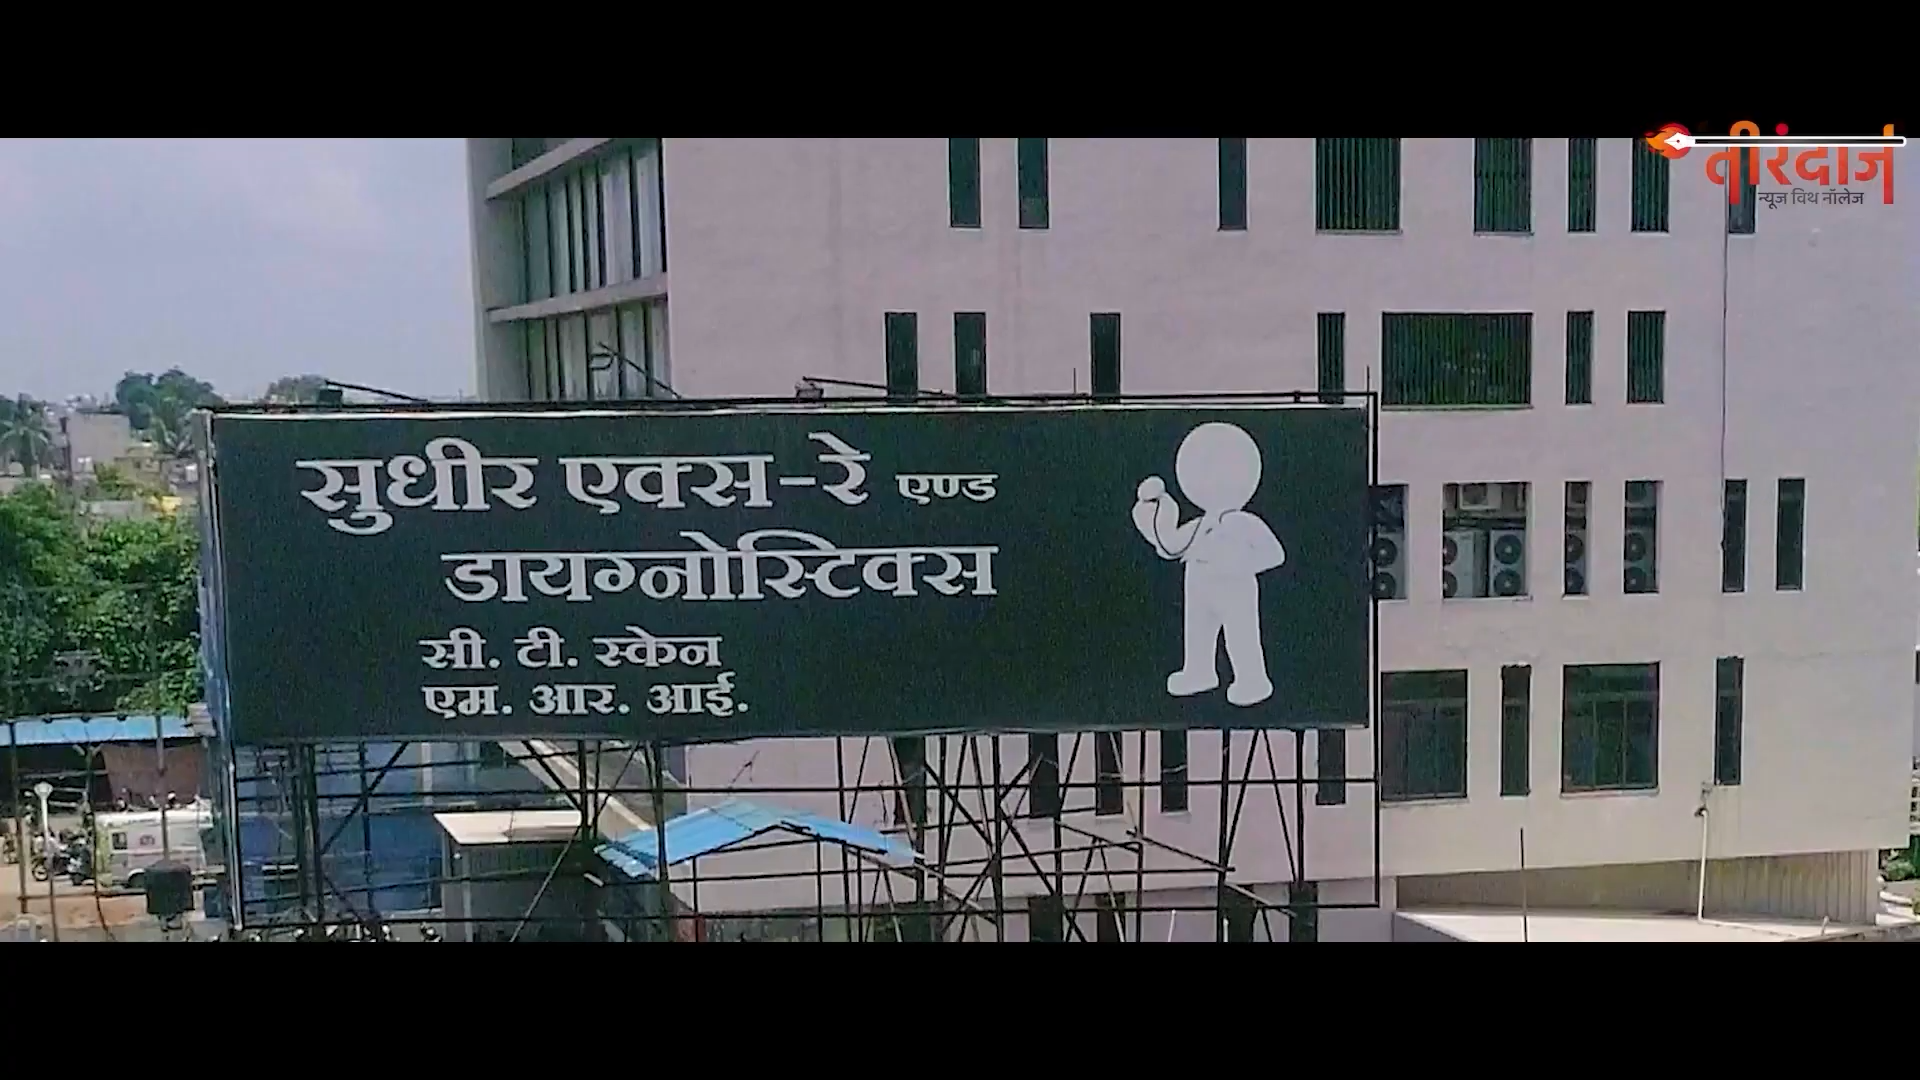 तीरंदाज
न्यूज विथ नॉलेज
सुधीर एक्स-रे एण्ड
डायग्नोस्टिक्स
सी. टी. स्केन
एम. आर. आई.